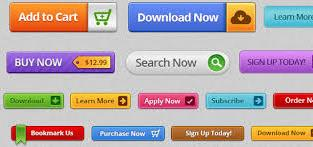 Add to Cart
Download Now
Learn More
BUY NOW $12.99
Search Now
SIGN UP TODAY!
Download
Learn More
Apply Now
Subscribe
Order Now
Bookmark Us
Purchase Now
Sign Up Today!
Download Now